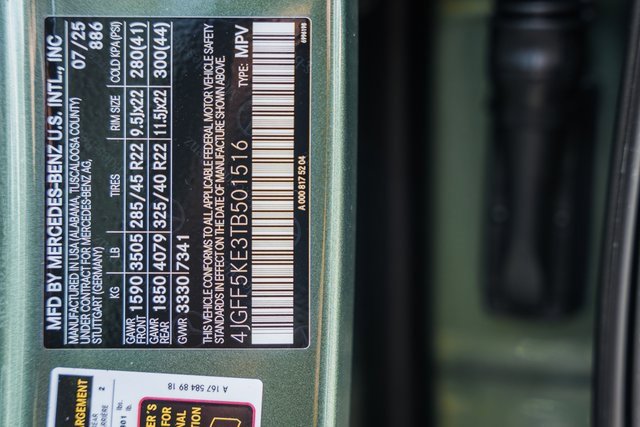 MFD BY MERCEDES-BENZ U.S. INTL., INC
MANUFACTURED IN USA (ALABAMA, TUSCALOOSA COUNTY)
UNDER CONTRACT FOR MERCEDES-BENZ AG,
STUTTGART (GERMANY)
07/25
886
KG LB TIRES RIM SIZE COLD KPA(PSI)
GAWR FRONT 1590 3505 285/45 R22 9.5Jx22 280(41)
GAWR REAR 1850 4079 325/40 R22 11.5Jx22 300(44)
GVWR 3330 7341
THIS VEHICLE CONFORMS TO ALL APPLICABLE FEDERAL MOTOR VEHICLE SAFETY
STANDARDS IN EFFECT ON THE DATE OF MANUFACTURE SHOWN ABOVE.
4JGFF5KE3TB501516 TYPE: MPV
A 000 817 52 04
A 167 584 89 18